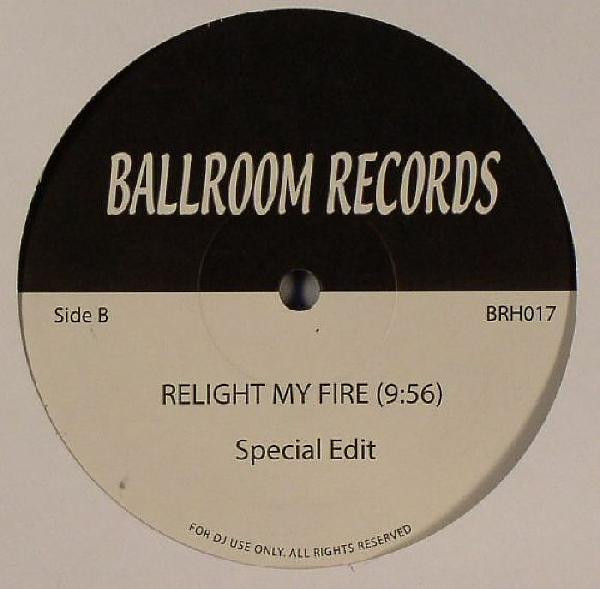 BALLROOM RECORDS
Side B
BRH017
RELIGHT MY FIRE (9:56)
Special Edit
FOR DJ USE ONLY. ALL RIGHTS RESERVED